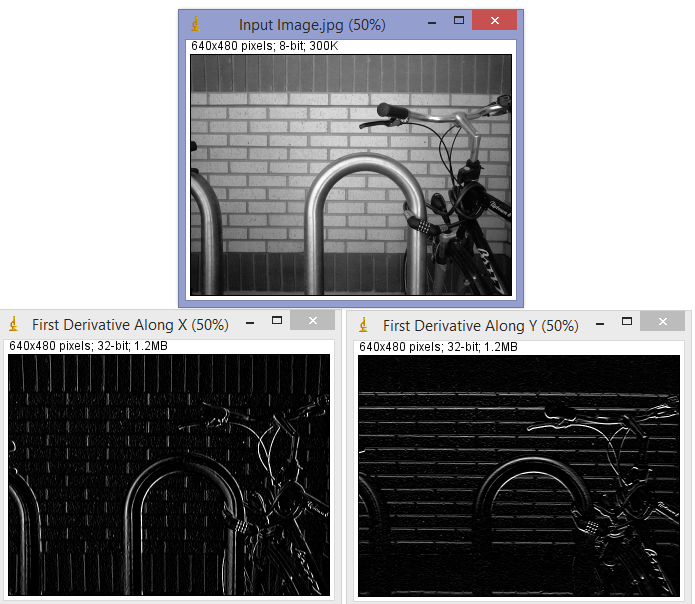 Input Image.jpg (50%)
640x480 pixels; 8-bit; 300K
First Derivative Along X (50%)
640x480 pixels; 32-bit; 1.2MB
First Derivative Along Y (50%)
640x480 pixels; 32-bit; 1.2MB